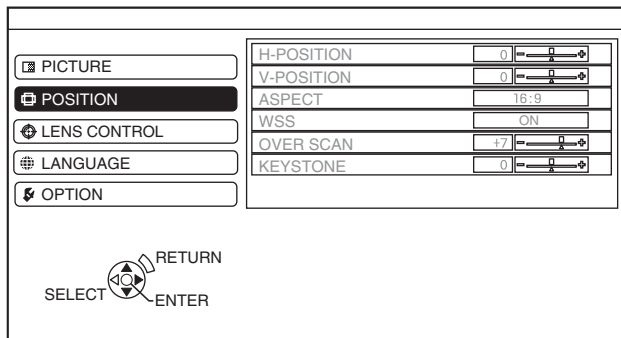 PICTURE
POSITION
LENS CONTROL
LANGUAGE
OPTION
H-POSITION 0
V-POSITION 0
ASPECT 16:9
WSS ON
OVER SCAN +7
KEYSTONE 0
RETURN
SELECT
ENTER